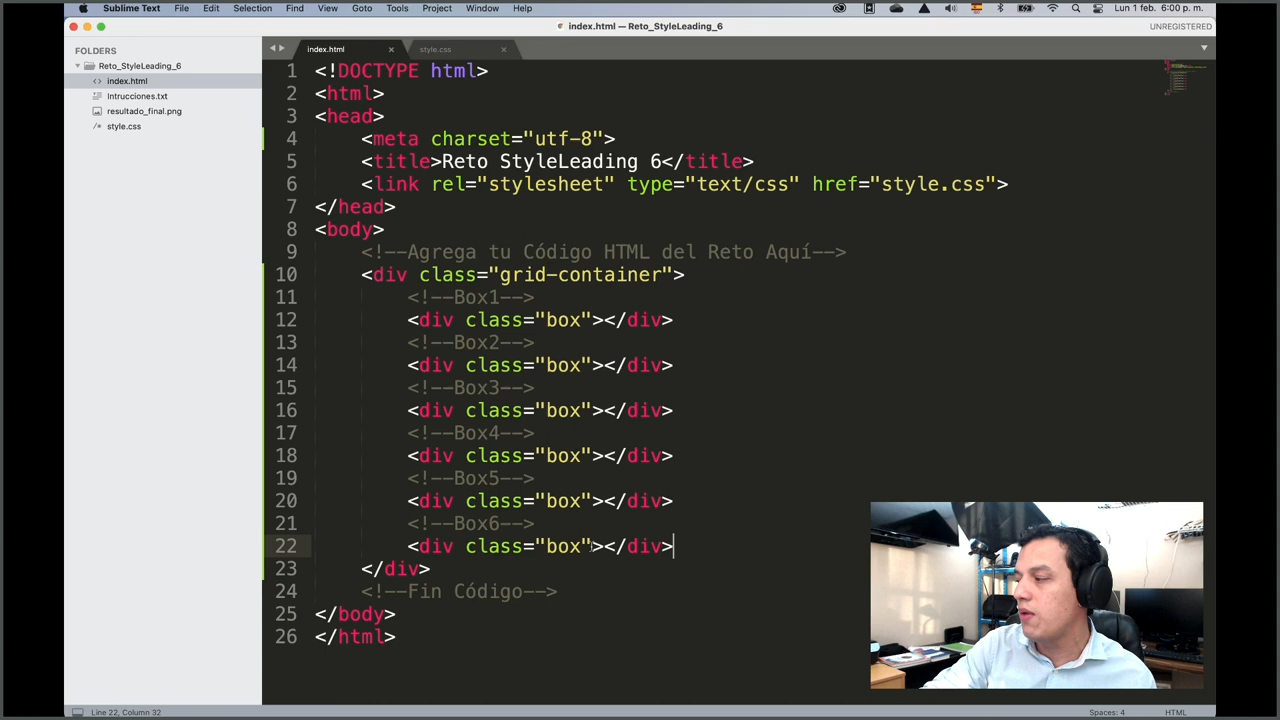 Sublime Text File Edit Selection Find View Goto Tools Project Window Help Lun 1 feb. 6:00 p. m.
index.html — Reto_StyleLeading_6 UNREGISTERED
FOLDERS
Reto_StyleLeading_6
index.html
Intrucciones.txt
resultado_final.png
style.css
index.html style.css
1 <!DOCTYPE html>
2 <html>
3 <head>
4 <meta charset="utf-8">
5 <title>Reto StyleLeading 6</title>
6 <link rel="stylesheet" type="text/css" href="style.css">
7 </head>
8 <body>
9 <!--Agrega tu Código HTML del Reto Aquí-->
10 <div class="grid-container">
11 <!--Box1-->
12 <div class="box"></div>
13 <!--Box2-->
14 <div class="box"></div>
15 <!--Box3-->
16 <div class="box"></div>
17 <!--Box4-->
18 <div class="box"></div>
19 <!--Box5-->
20 <div class="box"></div>
21 <!--Box6-->
22 <div class="box"></div>
23 </div>
24 <!--Fin Código-->
25 </body>
26 </html>
Line 22, Column 32 Spaces: 4 HTML